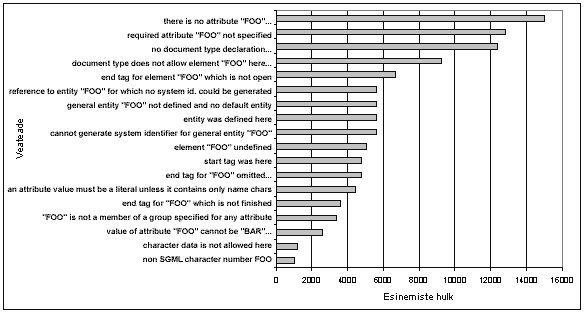 there is no attribute "FOO"...
required attribute "FOO" not specified
no document type declaration...
document type does not allow element "FOO" here...
end tag for element "FOO" which is not open
reference to entity "FOO" for which no system id. could be generated
general entity "FOO" not defined and no default entity
entity was defined here
cannot generate system identifier for general entity "FOO"
element "FOO" undefined
start tag was here
end tag for "FOO" omitted...
an attribute value must be a literal unless it contains only name chars
end tag for "FOO" which is not finished
"FOO" is not a member of a group specified for any attribute
value of attribute "FOO" cannot be "BAR"...
character data is not allowed here
non SGML character number FOO
Veateade
0 2000 4000 6000 8000 10000 12000 14000 16000
Esinemiste hulk